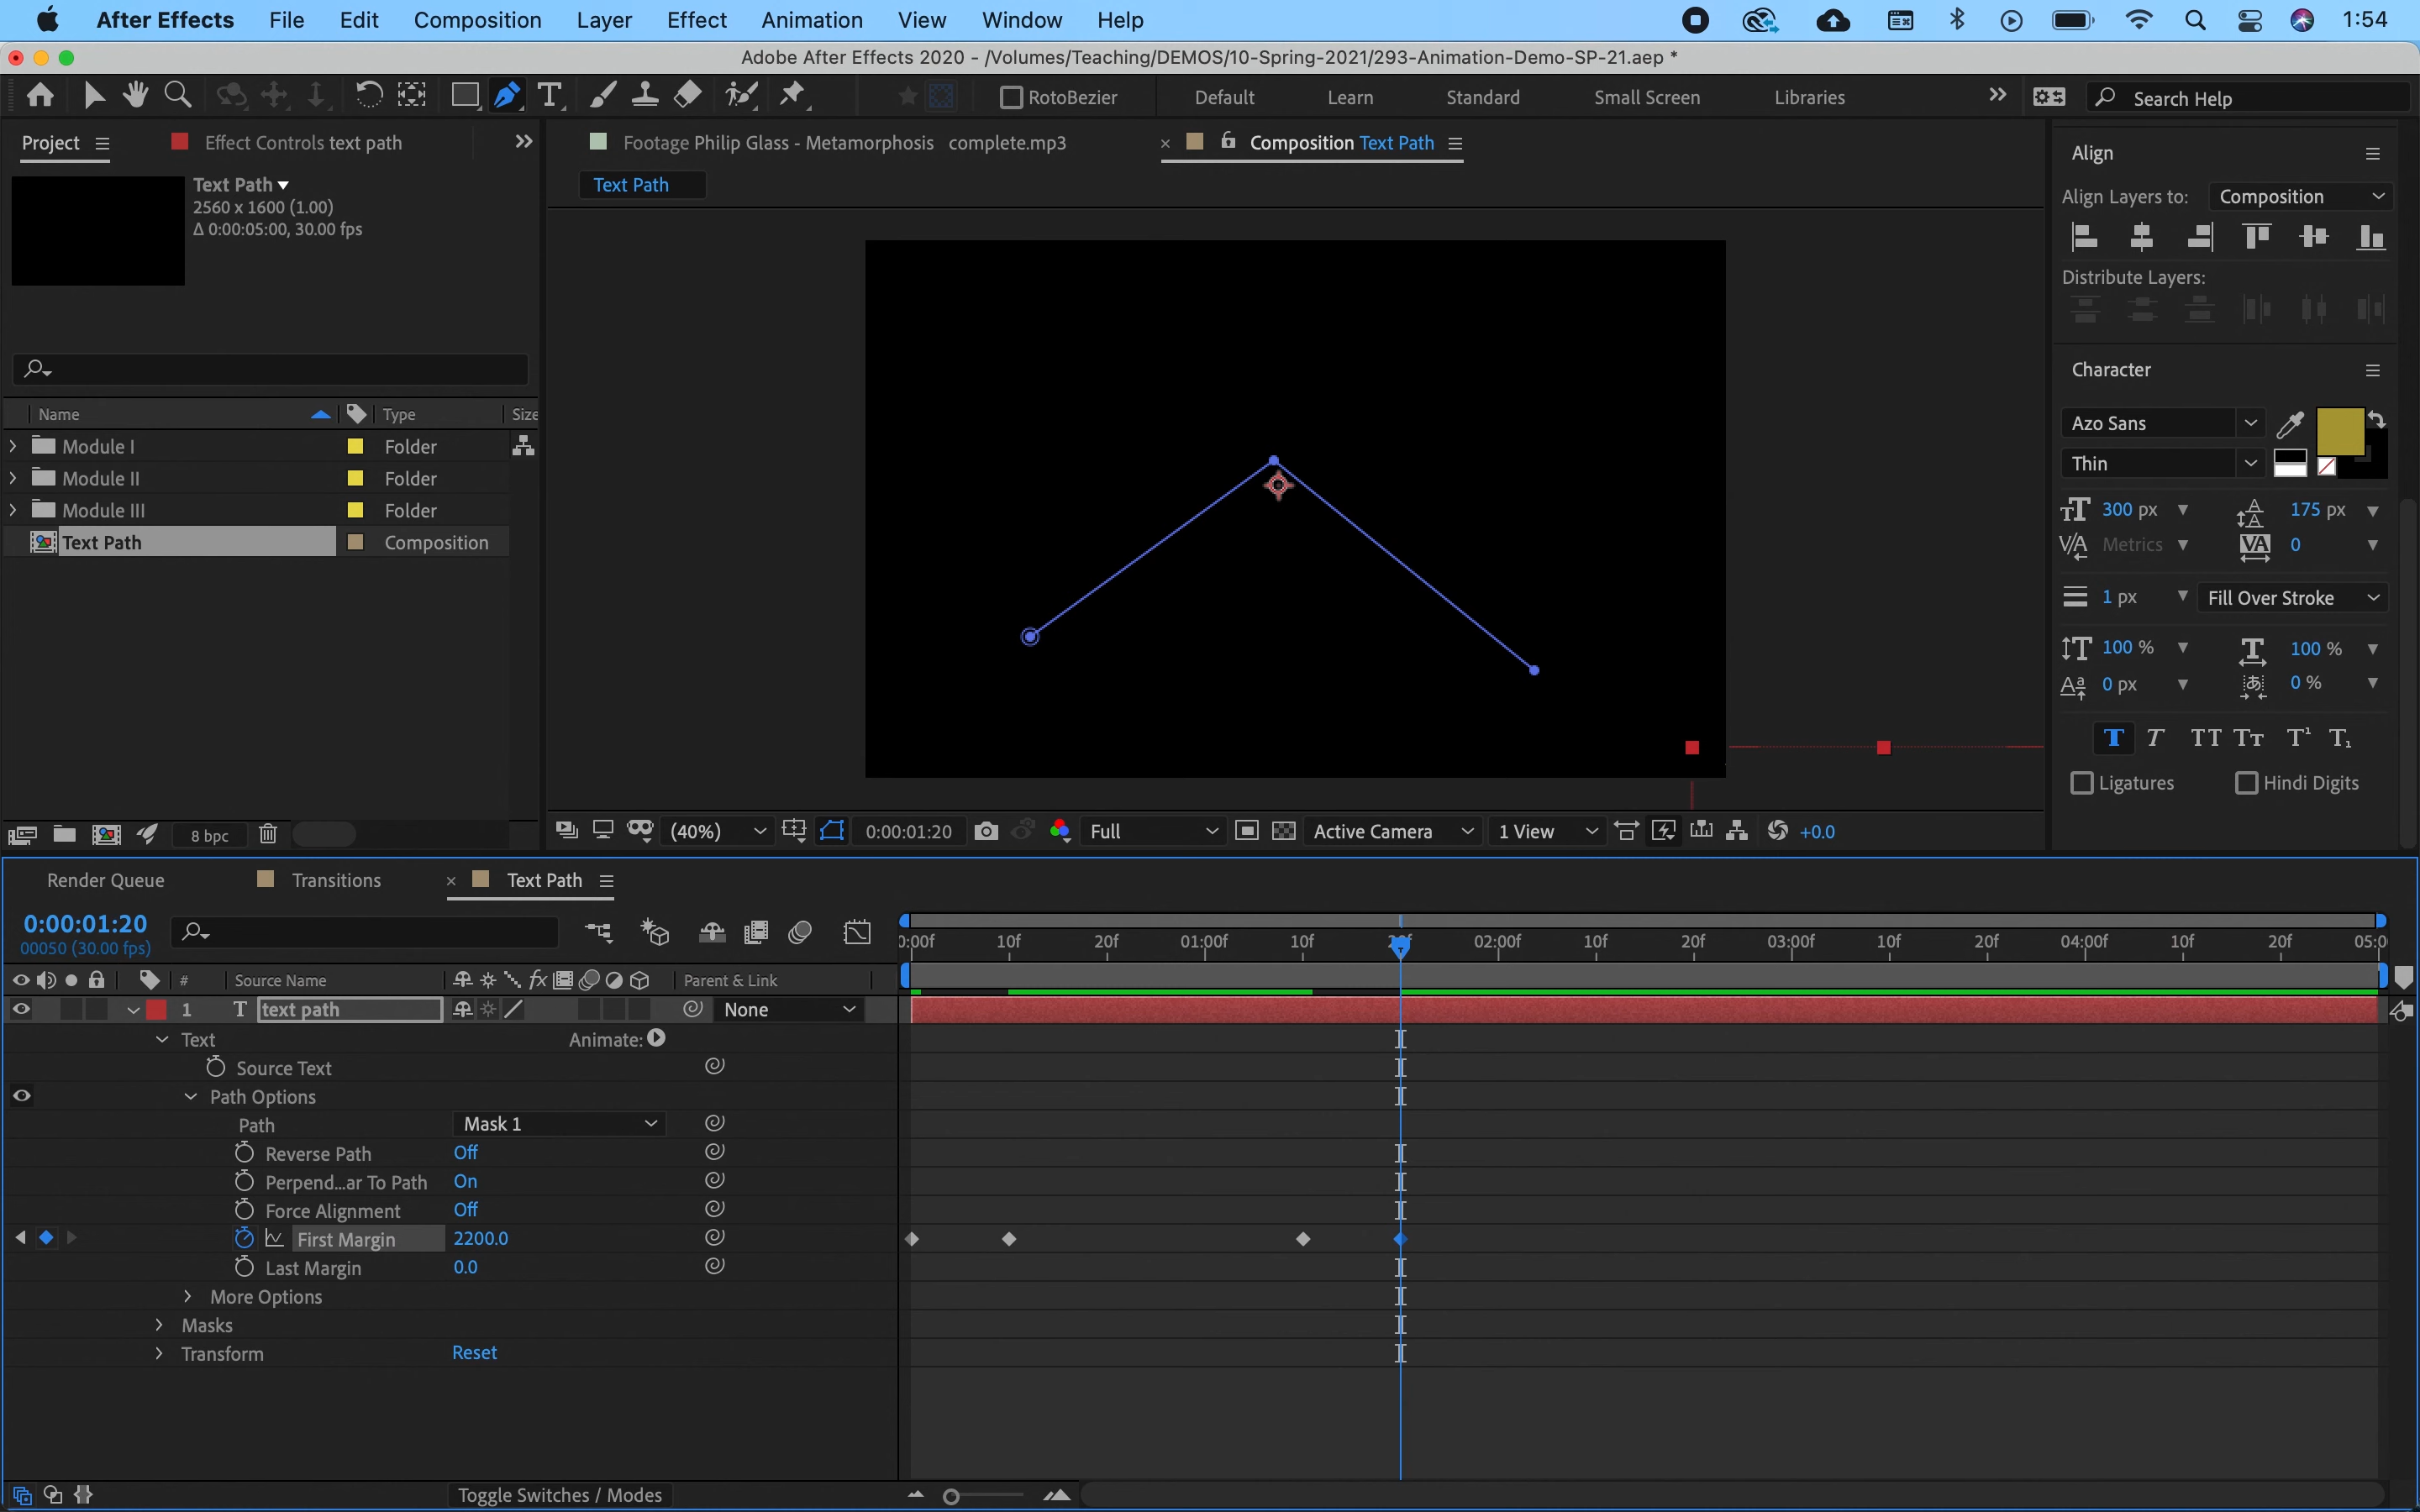 After Effects File Edit Composition Layer Effect Animation View Window Help 1:54
Adobe After Effects 2020 - /Volumes/Teaching/DEMOS/10-Spring-2021/293-Animation-Demo-SP-21.aep *
RotoBezier Default Learn Standard Small Screen Libraries Search Help
Project Effect Controls text path
Text Path
2560 x 1600 (1.00)
Δ 0:00:05:00, 30.00 fps
Name Type Size
Module I Folder
Module II Folder
Module III Folder
Text Path Composition
8 bpc
Footage Philip Glass - Metamorphosis complete.mp3 Composition Text Path
Text Path
(40%) 0:00:01:20 Full Active Camera 1 View +0.0
Align
Align Layers to: Composition
Distribute Layers:
Character
Azo Sans
Thin
300 px 175 px
Metrics 0
1 px Fill Over Stroke
100 % 100 %
0 px 0 %
T T TT Tt T¹ T₁
Ligatures Hindi Digits
Render Queue Transitions Text Path
0:00:01:20
00050 (30.00 fps)
0:00f 10f 20f 01:00f 10f 20f 02:00f 10f 20f 03:00f 10f 20f 04:00f 10f 20f 05:0
# Source Name fx Parent & Link
1 T text path None
Text Animate:
Source Text
Path Options
Path Mask 1
Reverse Path Off
Perpend...ar To Path On
Force Alignment Off
First Margin 2200.0
Last Margin 0.0
More Options
Masks
Transform Reset
Toggle Switches / Modes